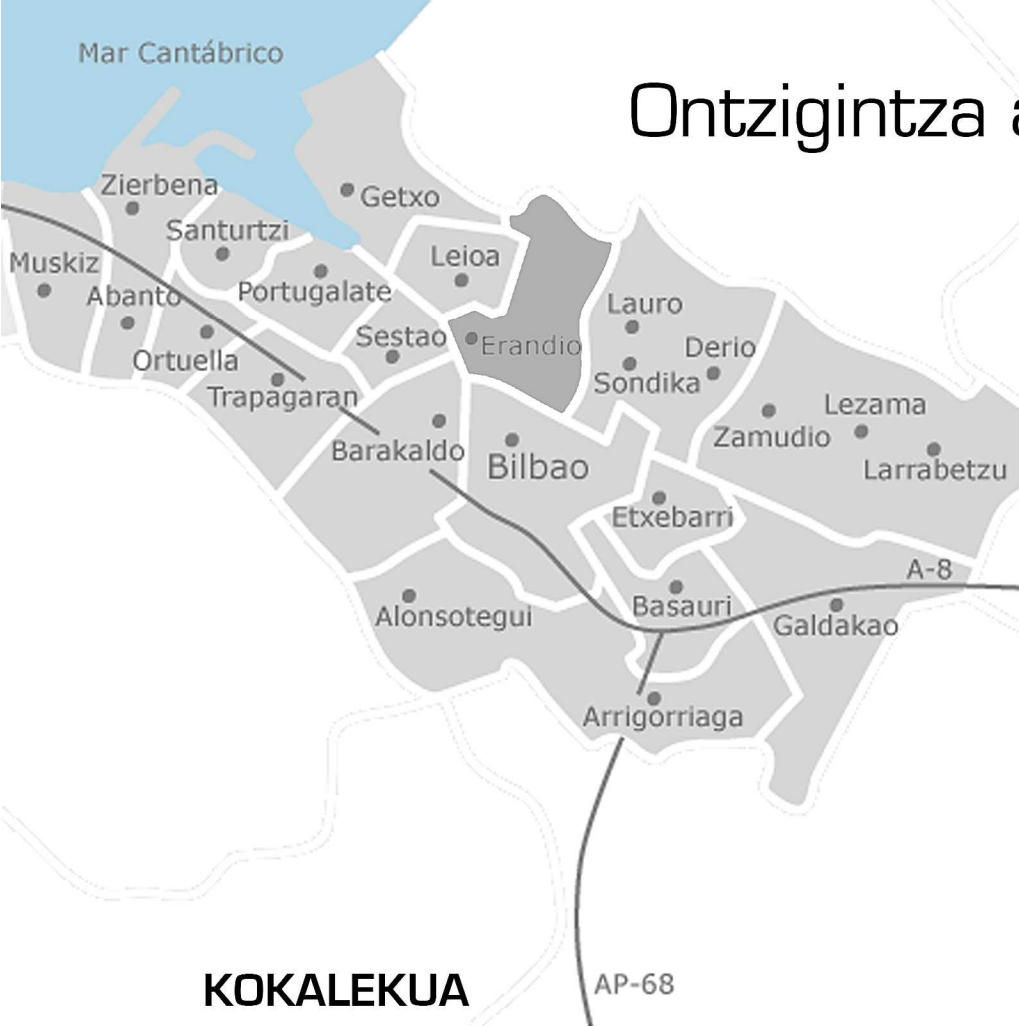 Mar Cantábrico
Ontzigintza a
Zierbena
Getxo
Santurtzi
Leioa
Muskiz
Abanto
Portugalate
Lauro
Sestao
Erandio
Derio
Ortuella
Sondika
Trapagaran
Lezama
Zamudio
Barakaldo
Bilbao
Larrabetzu
Etxebarri
A-8
Basauri
Alonsotegui
Galdakao
Arrigorriaga
AP-68
KOKALEKUA